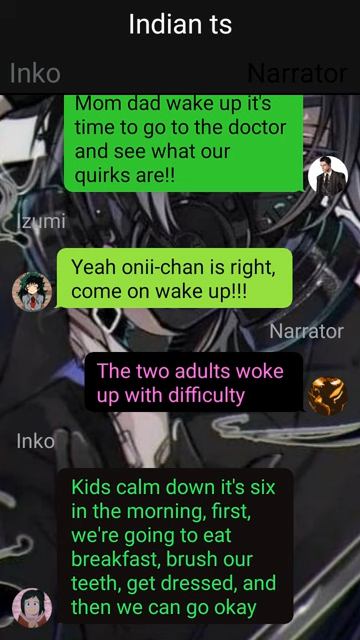 Indian ts
Inko
Narrator
Mom dad wake up it's
time to go to the doctor
and see what our
quirks are!!
Izumi
Yeah onii-chan is right,
come on wake up!!!
Narrator
The two adults woke
up with difficulty
Inko
Kids calm down it's six
in the morning, first,
we're going to eat
breakfast, brush our
teeth, get dressed, and
then we can go okay